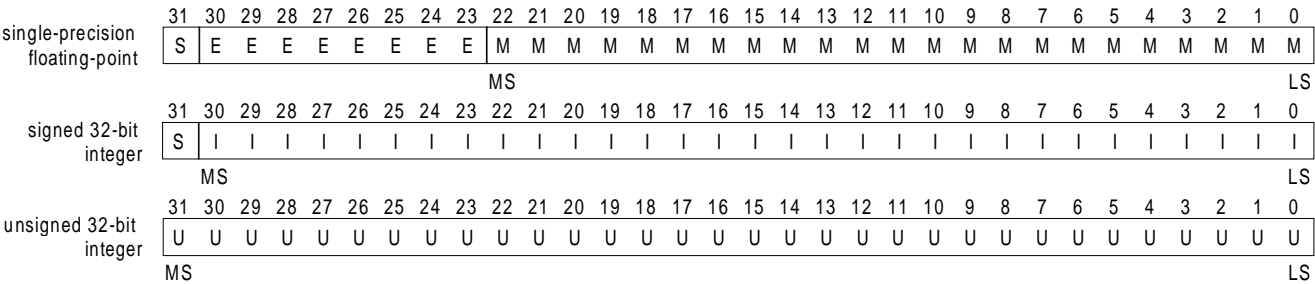 31 30 29 28 27 26 25 24 23 22 21 20 19 18 17 16 15 14 13 12 11 10 9 8 7 6 5 4 3 2 1 0
single-precision
floating-point
S E E E E E E E E M M M M M M M M M M M M M M M M M M M M M M M
MS LS
31 30 29 28 27 26 25 24 23 22 21 20 19 18 17 16 15 14 13 12 11 10 9 8 7 6 5 4 3 2 1 0
signed 32-bit
integer
S I I I I I I I I I I I I I I I I I I I I I I I I I I I I I I I
MS LS
31 30 29 28 27 26 25 24 23 22 21 20 19 18 17 16 15 14 13 12 11 10 9 8 7 6 5 4 3 2 1 0
unsigned 32-bit
integer
U U U U U U U U U U U U U U U U U U U U U U U U U U U U U U U U
MS LS